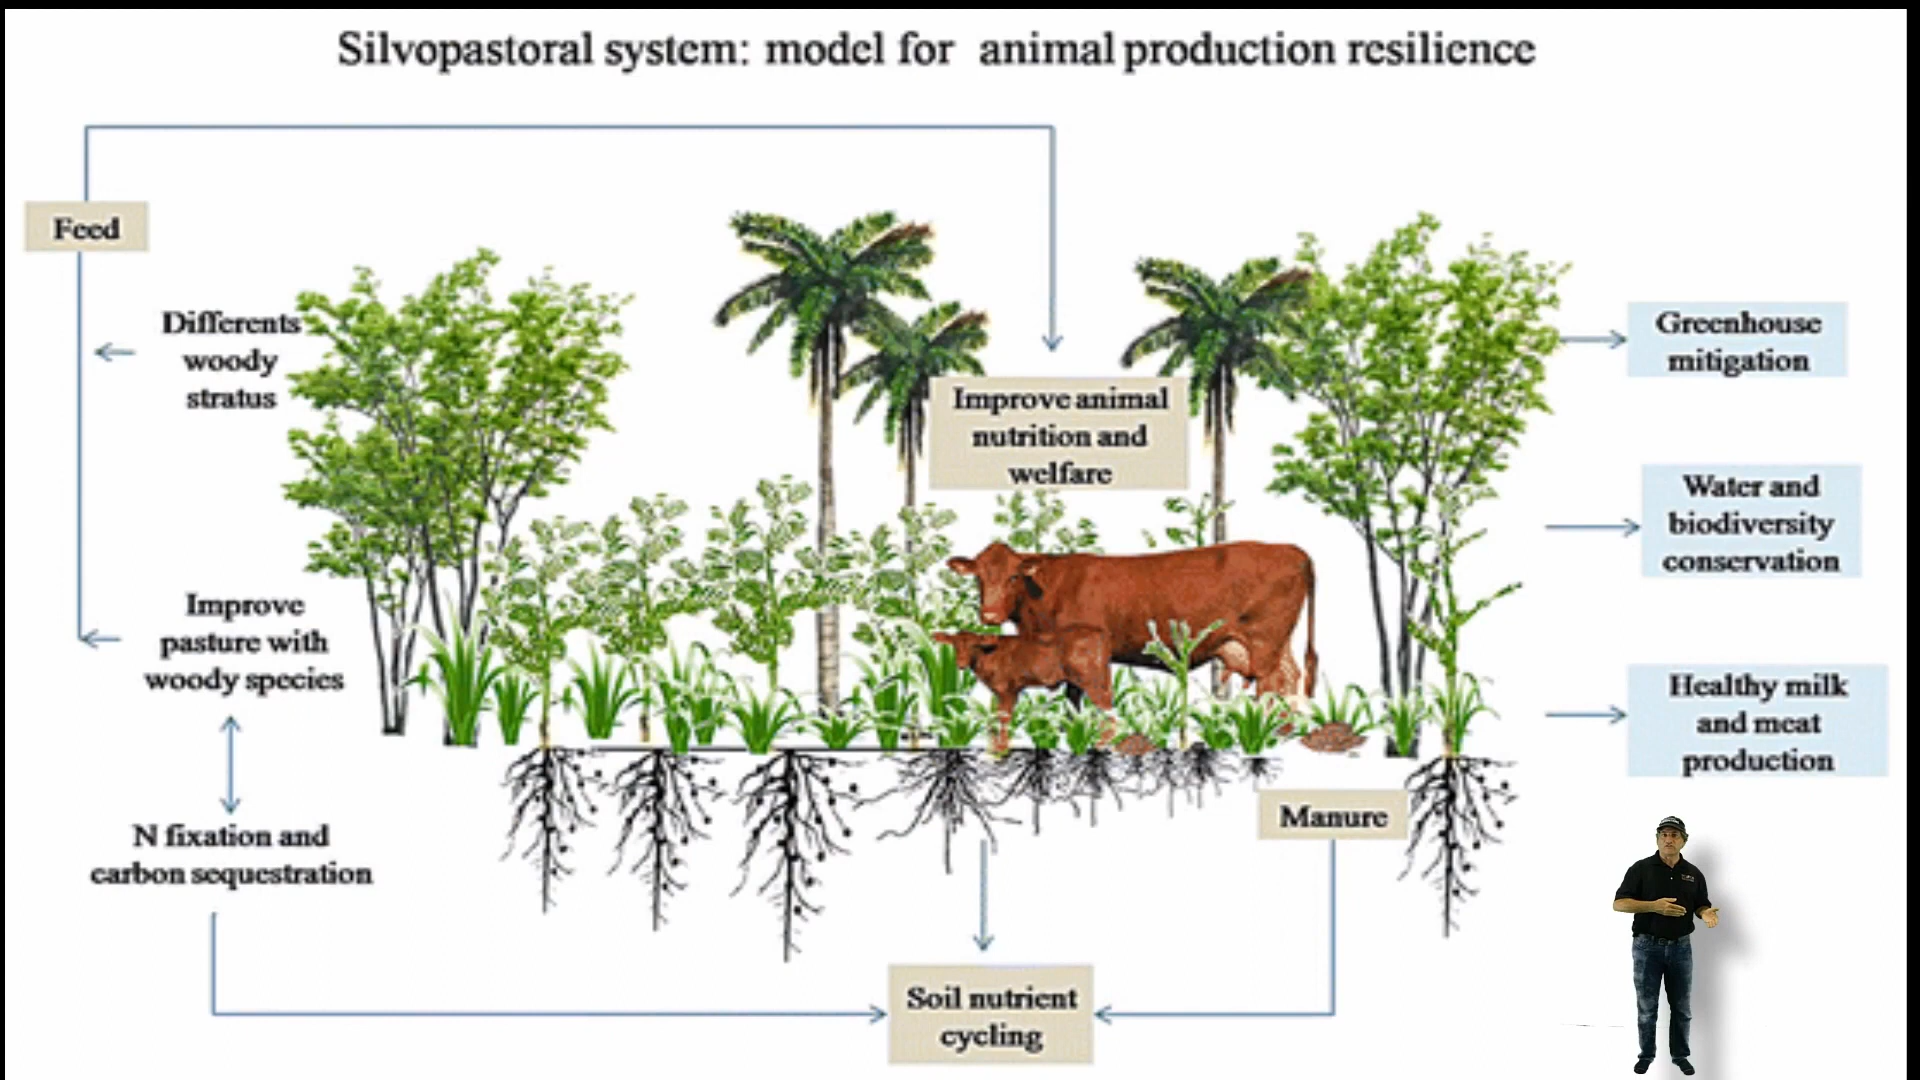 Silvopastoral system: model for animal production resilience
Feed
Differents
woody
stratus
Improve animal
nutrition and
welfare
Greenhouse
mitigation
Water and
biodiversity
conservation
Improve
pasture with
woody species
Healthy milk
and meat
production
N fixation and
carbon sequestration
Manure
Soil nutrient
cycling